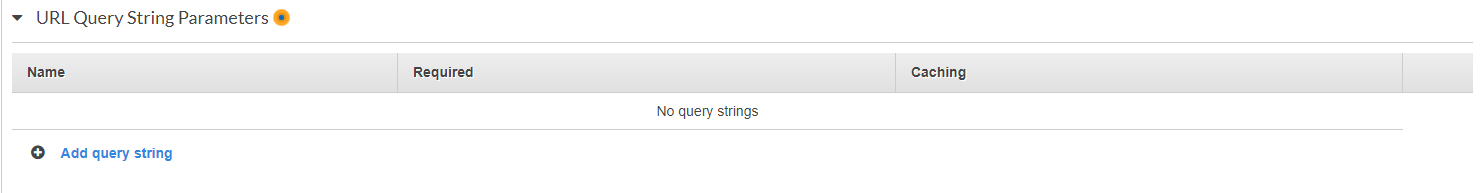 URL Query String Parameters
Name Required Caching
No query strings
Add query string